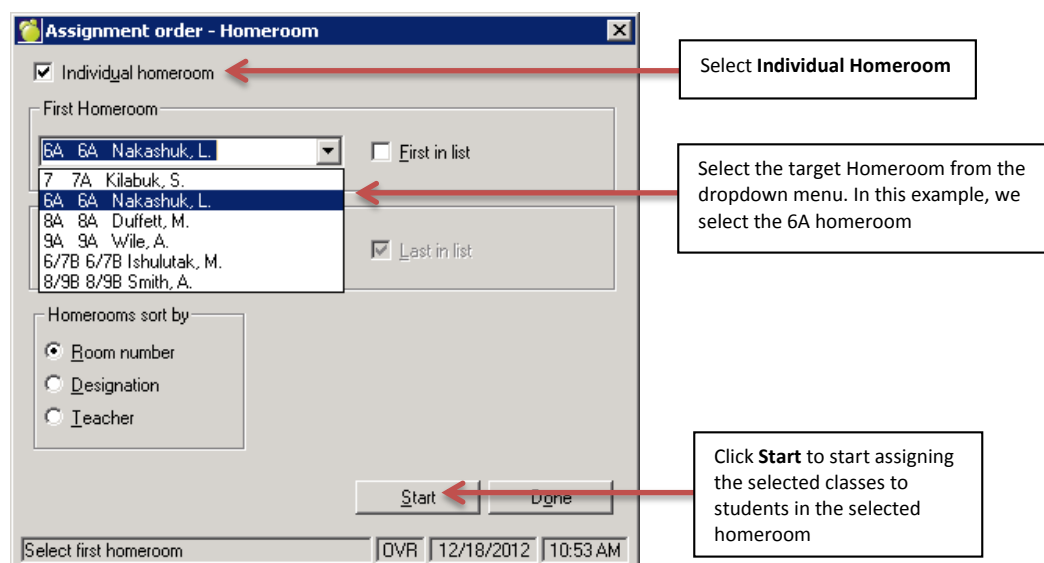 Assignment order - Homeroom
Individual homeroom
Select Individual Homeroom
First Homeroom
6A 6A Nakashuk, L.
First in list
7 7A Kilabuk, S.
6A 6A Nakashuk, L.
8A 8A Duffett, M.
9A 9A Wile, A.
6/7B 6/7B Ishulutak, M.
8/9B 8/9B Smith, A.
Select the target Homeroom from the
dropdown menu. In this example, we
select the 6A homeroom
Last in list
Homerooms sort by
Room number
Designation
Teacher
Start
Done
Click Start to start assigning
the selected classes to
students in the selected
homeroom
Select first homeroom
OVR
12/18/2012
10:53 AM